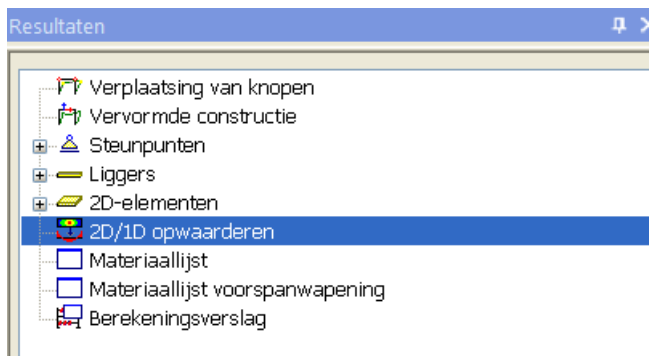 Resultaten
Verplaatsing van knopen
Vervormde constructie
Steunpunten
Liggers
2D-elementen
2D/1D opwaarderen
Materiaallijst
Materiaallijst voorspanwapening
Berekeningsverslag